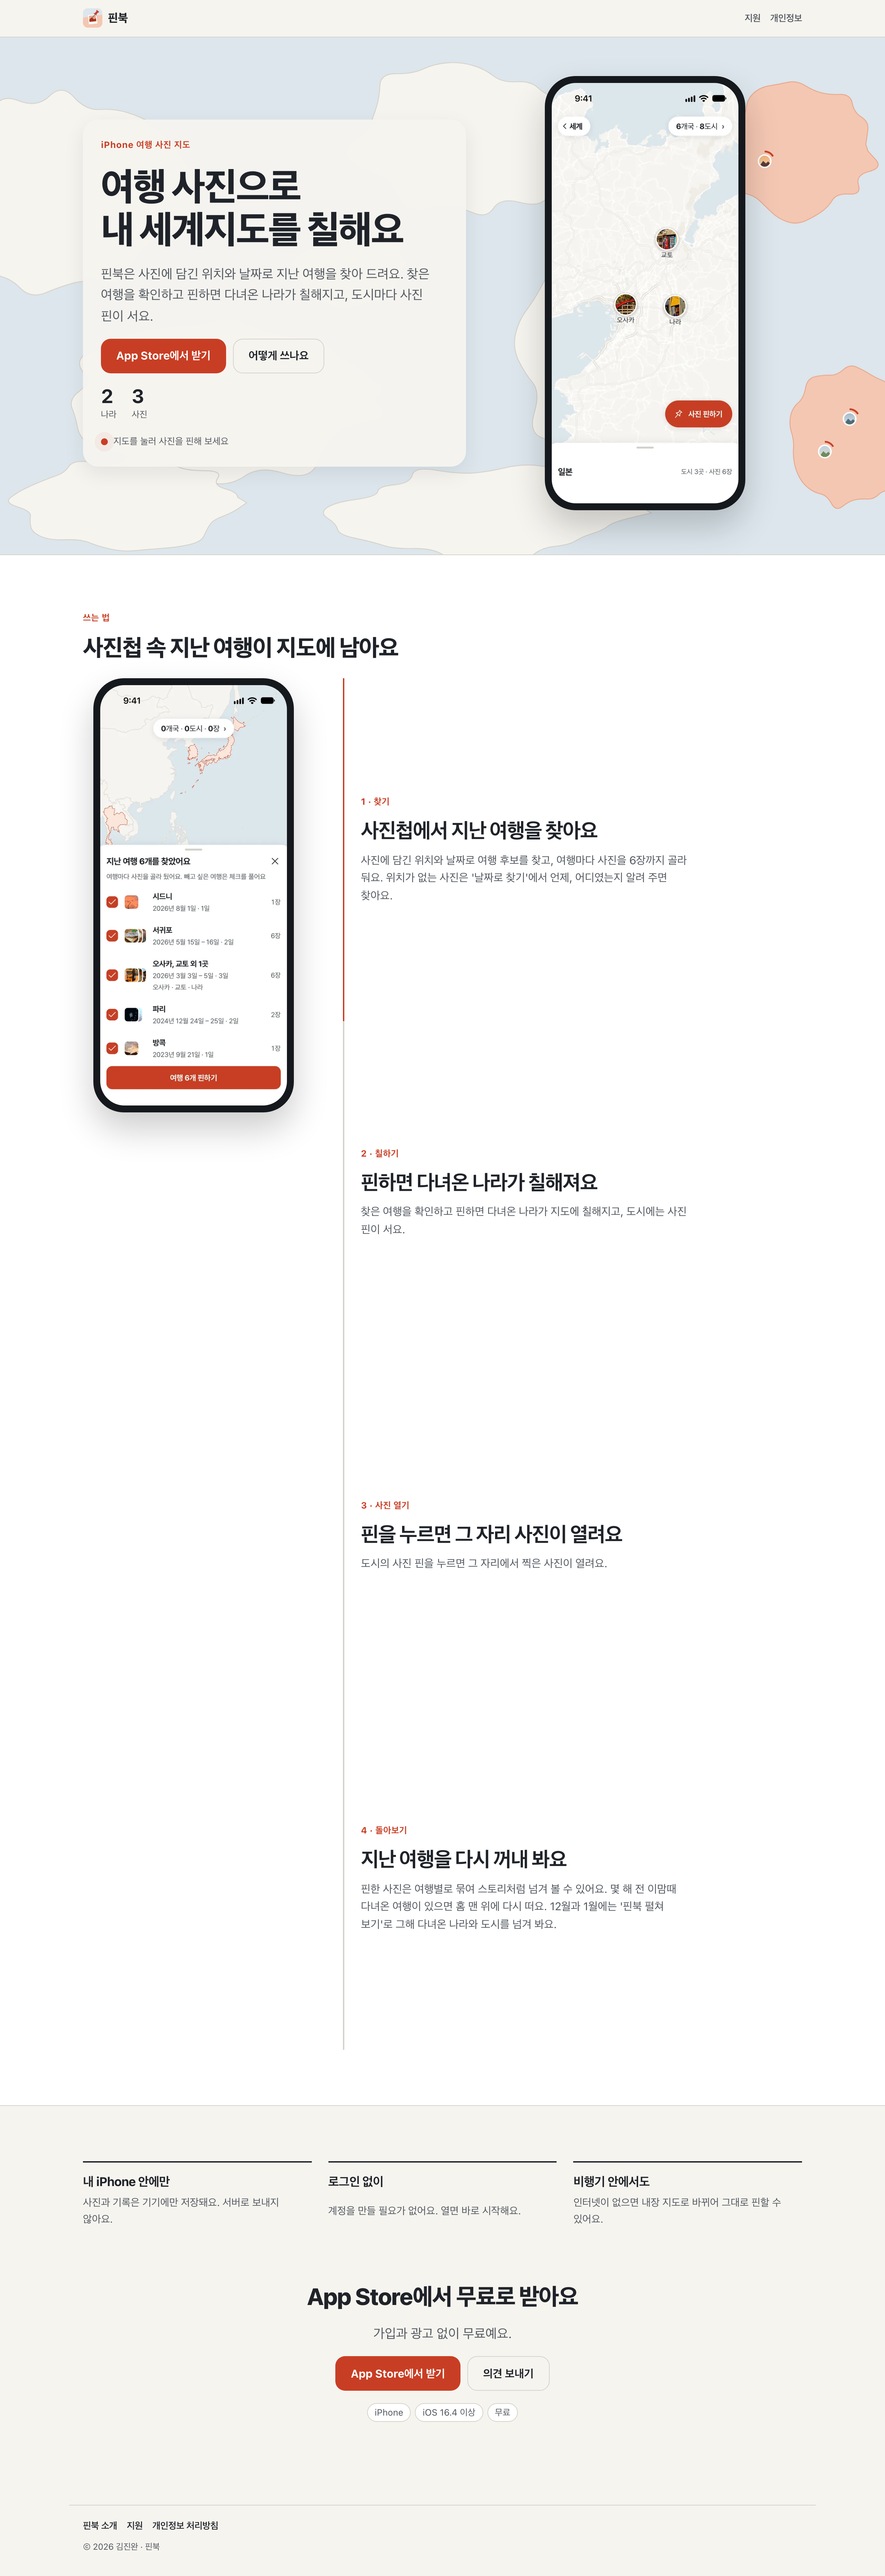 핀북
지원 개인정보
iPhone 여행 사진 지도
여행 사진으로
내 세계지도를 칠해요
핀북은 사진에 담긴 위치와 날짜로 지난 여행을 찾아 드려요. 찾은
여행을 확인하고 핀하면 다녀온 나라가 칠해지고, 도시마다 사진
핀이 서요.
App Store에서 받기
어떻게 쓰나요
2 3
나라 사진
지도를 눌러 사진을 핀해 보세요
9:41
세계
6개국 · 8도시 ›
교토
오사카
나라
사진 핀하기
일본
도시 3곳 · 사진 6장
쓰는 법
사진첩 속 지난 여행이 지도에 남아요
9:41
0개국 · 0도시 · 0장 ›
지난 여행 6개를 찾았어요
여행마다 사진을 골라 뒀어요. 빼고 싶은 여행은 체크를 풀어요
시드니
2026년 8월 1일 · 1일
1장
서귀포
2026년 5월 15일 – 16일 · 2일
6장
오사카, 교토 외 1곳
2026년 3월 3일 – 5일 · 3일
오사카 · 교토 · 나라
6장
파리
2024년 12월 24일 – 25일 · 2일
2장
방콕
2023년 9월 21일 · 1일
1장
여행 6개 핀하기
1 · 찾기
사진첩에서 지난 여행을 찾아요
사진에 담긴 위치와 날짜로 여행 후보를 찾고, 여행마다 사진을 6장까지 골라
둬요. 위치가 없는 사진은 '날짜로 찾기'에서 언제, 어디였는지 알려 주면
찾아요.
2 · 칠하기
핀하면 다녀온 나라가 칠해져요
찾은 여행을 확인하고 핀하면 다녀온 나라가 지도에 칠해지고, 도시에는 사진
핀이 서요.
3 · 사진 열기
핀을 누르면 그 자리 사진이 열려요
도시의 사진 핀을 누르면 그 자리에서 찍은 사진이 열려요.
4 · 돌아보기
지난 여행을 다시 꺼내 봐요
핀한 사진은 여행별로 묶여 스토리처럼 넘겨 볼 수 있어요. 몇 해 전 이맘때
다녀온 여행이 있으면 홈 맨 위에 다시 떠요. 12월과 1월에는 '핀북 펼쳐
보기'로 그해 다녀온 나라와 도시를 넘겨 봐요.
내 iPhone 안에만
사진과 기록은 기기에만 저장돼요. 서버로 보내지
않아요.
로그인 없이
계정을 만들 필요가 없어요. 열면 바로 시작해요.
비행기 안에서도
인터넷이 없으면 내장 지도로 바뀌어 그대로 핀할 수
있어요.
App Store에서 무료로 받아요
가입과 광고 없이 무료예요.
App Store에서 받기
의견 보내기
iPhone
iOS 16.4 이상
무료
핀북 소개 지원 개인정보 처리방침
© 2026 김진완 · 핀북